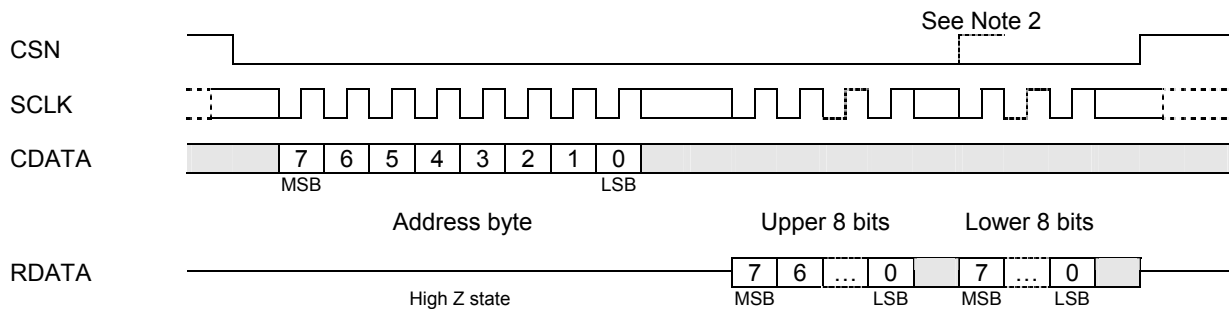 See Note 2
CSN
SCLK
CDATA 7 6 5 4 3 2 1 0
MSB LSB
Address byte Upper 8 bits Lower 8 bits
RDATA 7 6 … 0 7 … 0
High Z state MSB LSB MSB LSB